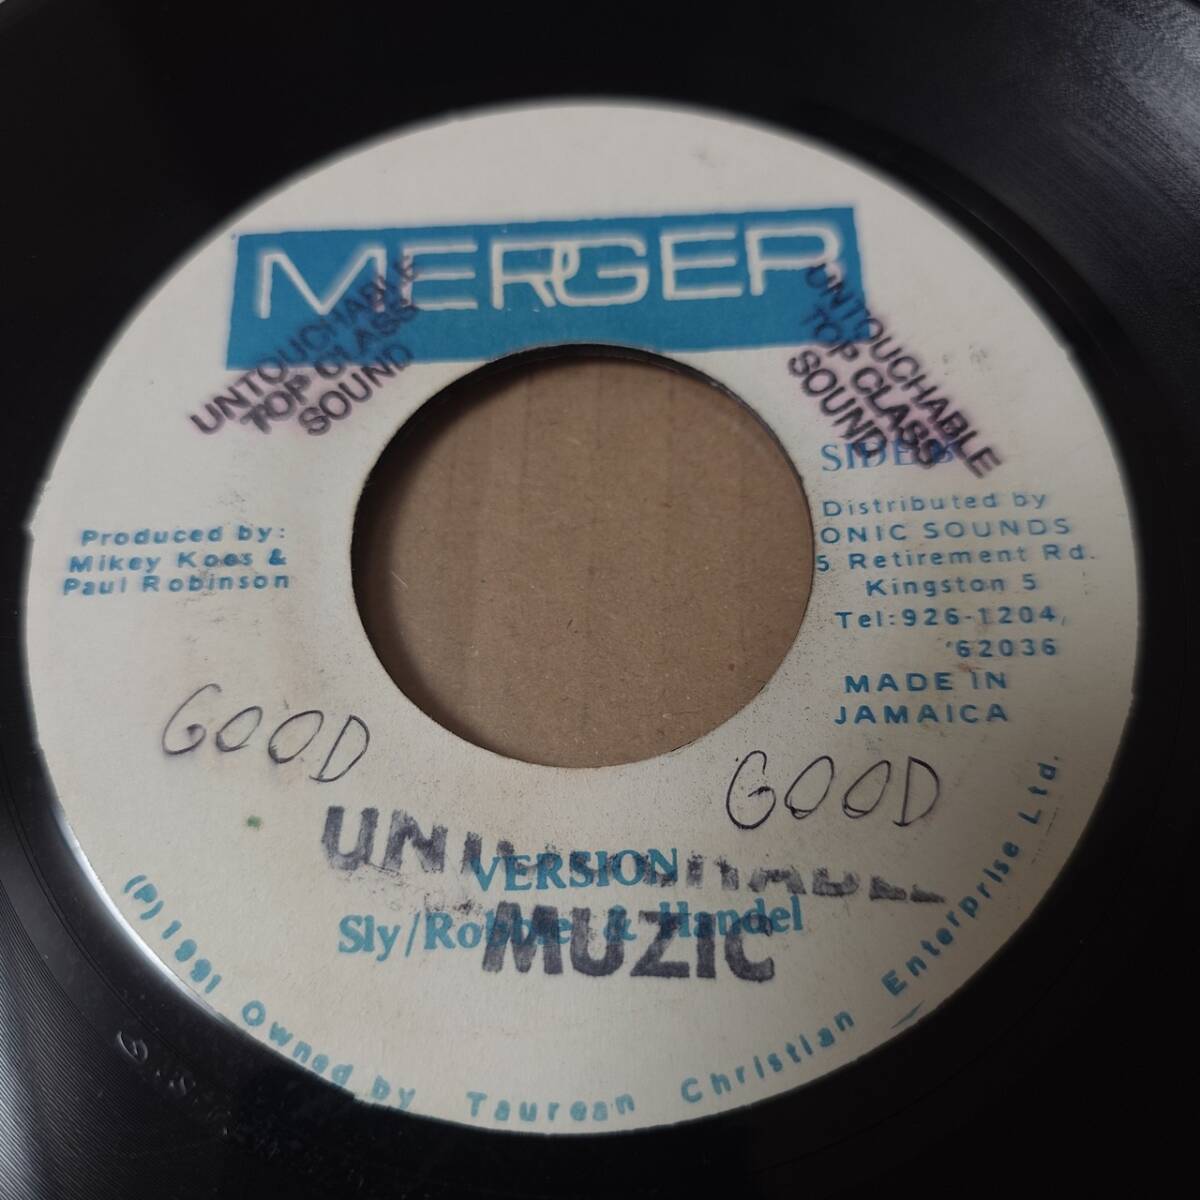 MERGER
UNTOUCHABLE
TOP CLASS
SOUND
UNTOUCHABLE
TOP CLASS
SOUND
SIDE B
Produced by:
Mikey Koos &
Paul Robinson
Distributed by
ONIC SOUNDS
5 Retirement Rd.
Kingston 5
Tel:926-1204,
'62036
MADE IN
JAMAICA
GOOD
GOOD
VERSION
Sly/Robbie & Handel
UNTOUCHABLE
MUZIC
(P) 1991 Owned by Taurean Christian Enterprise Ltd.